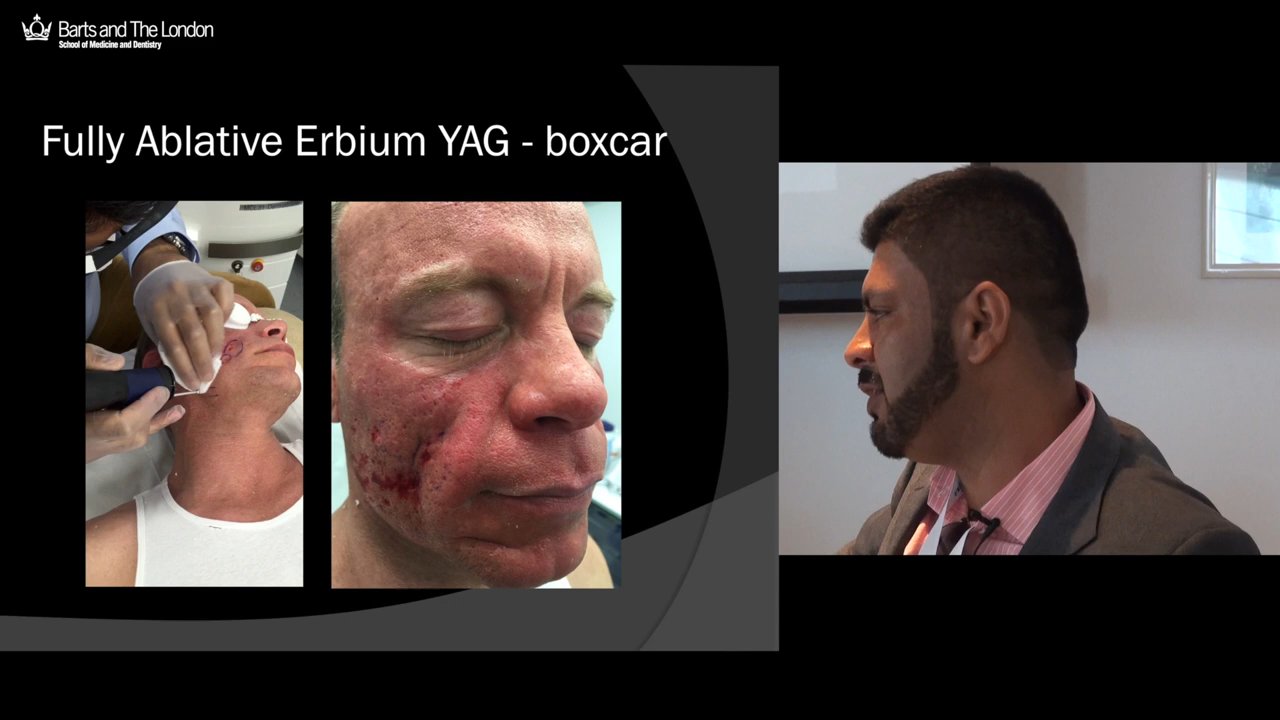 Barts and The London
School of Medicine and Dentistry
Fully Ablative Erbium YAG - boxcar